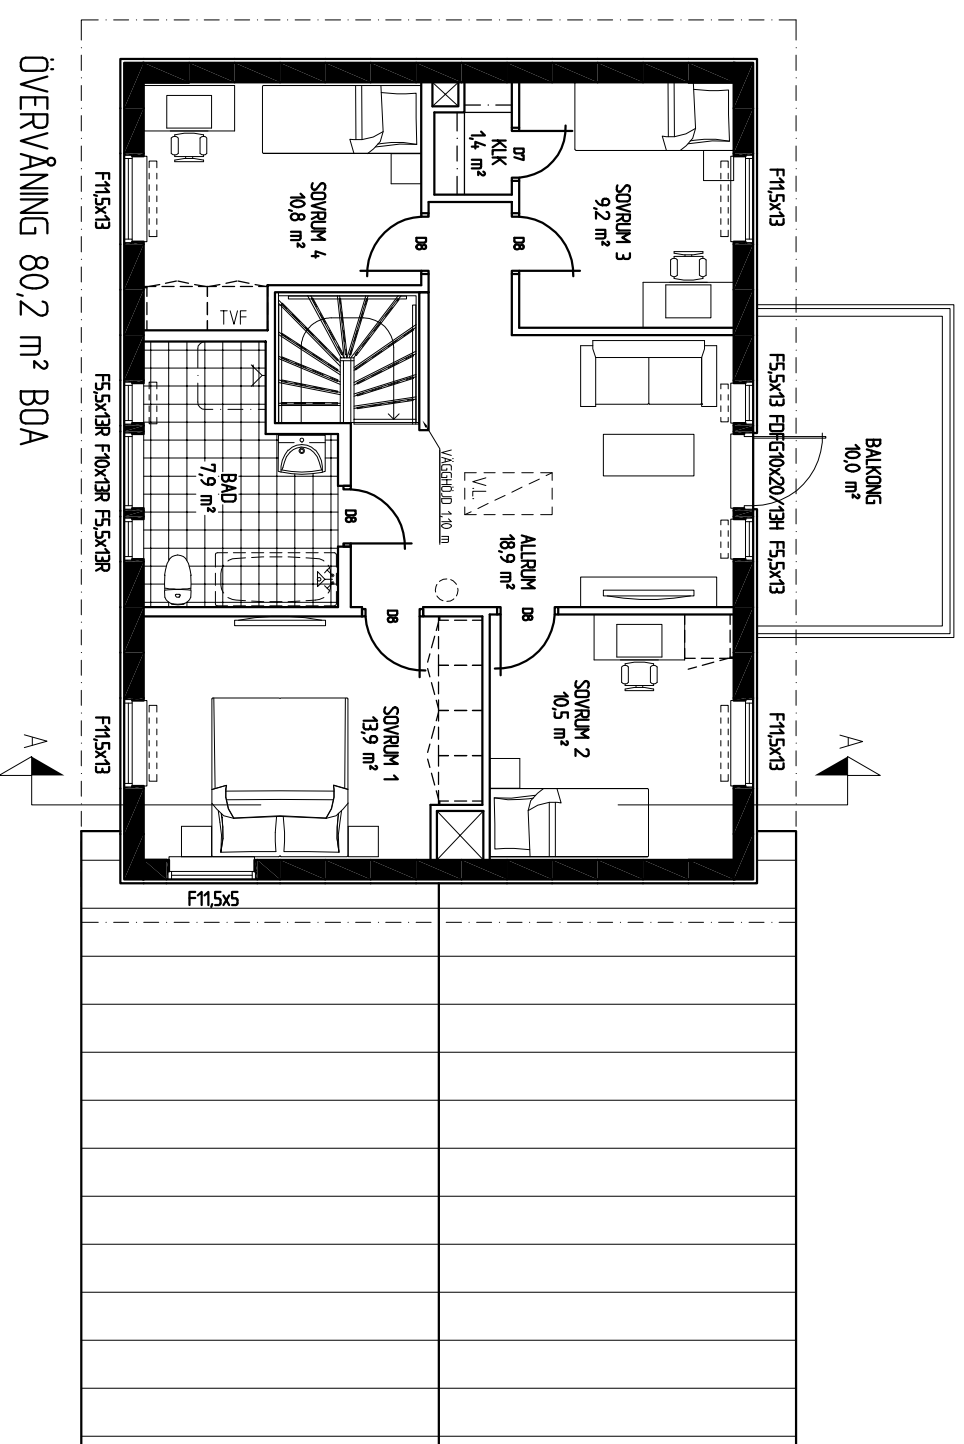 ÖVERVÅNING 80,2 m² BOA
BALKONG
10,0 m²
F11,5x13
F5,5x13
FDFG10x20/13H
F5,5x13
F11,5x13
SOVRUM 3
9,2 m²
D7
KLK
1,4 m²
D8
D8
SOVRUM 4
10,8 m²
TVF
ALLRUM
18,9 m²
V.L.
VÄGGHÖJD 1,10 m
D8
BAD
7,9 m²
D8
D8
SOVRUM 2
10,5 m²
SOVRUM 1
13,9 m²
F11,5x13
F5,5x13R
F10x13R
F5,5x13R
F11,5x13
F11,5x5
A
A